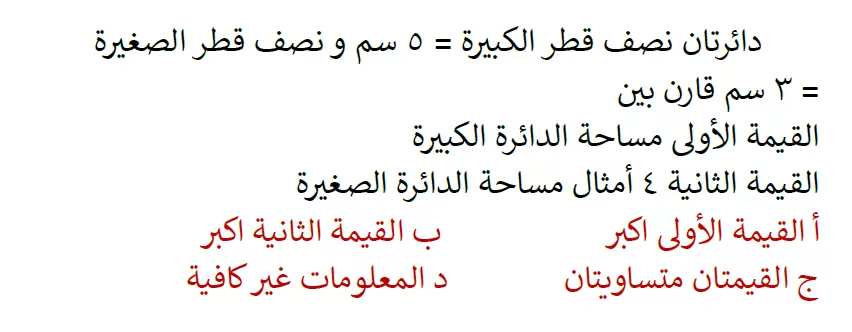 دائرتان نصف قطر الكبيرة = ٥ سم و نصف قطر الصغيرة
= ٣ سم قارن بين
القيمة الأولى مساحة الدائرة الكبيرة
القيمة الثانية ٤ أمثال مساحة الدائرة الصغيرة
أ القيمة الأولى اكبر ب القيمة الثانية اكبر
ج القيمتان متساويتان د المعلومات غير كافية